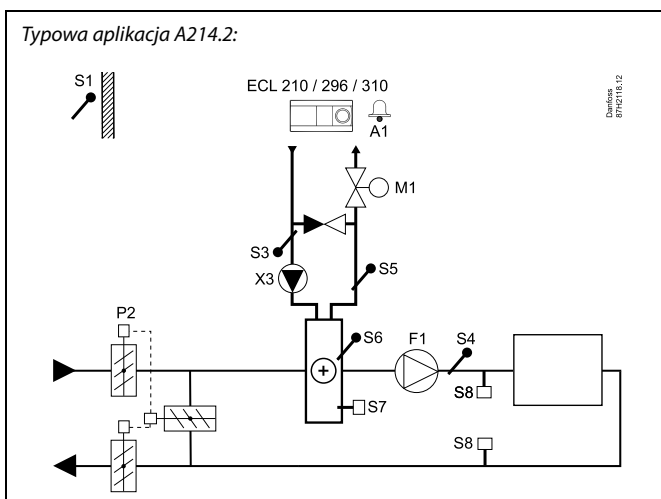 Typowa aplikacja A214.2:
S1
ECL 210 / 296 / 310
A1
Danfoss
87H2118.12
M1
S3
S5
X3
P2
S6
F1
S4
S8
S7
S8